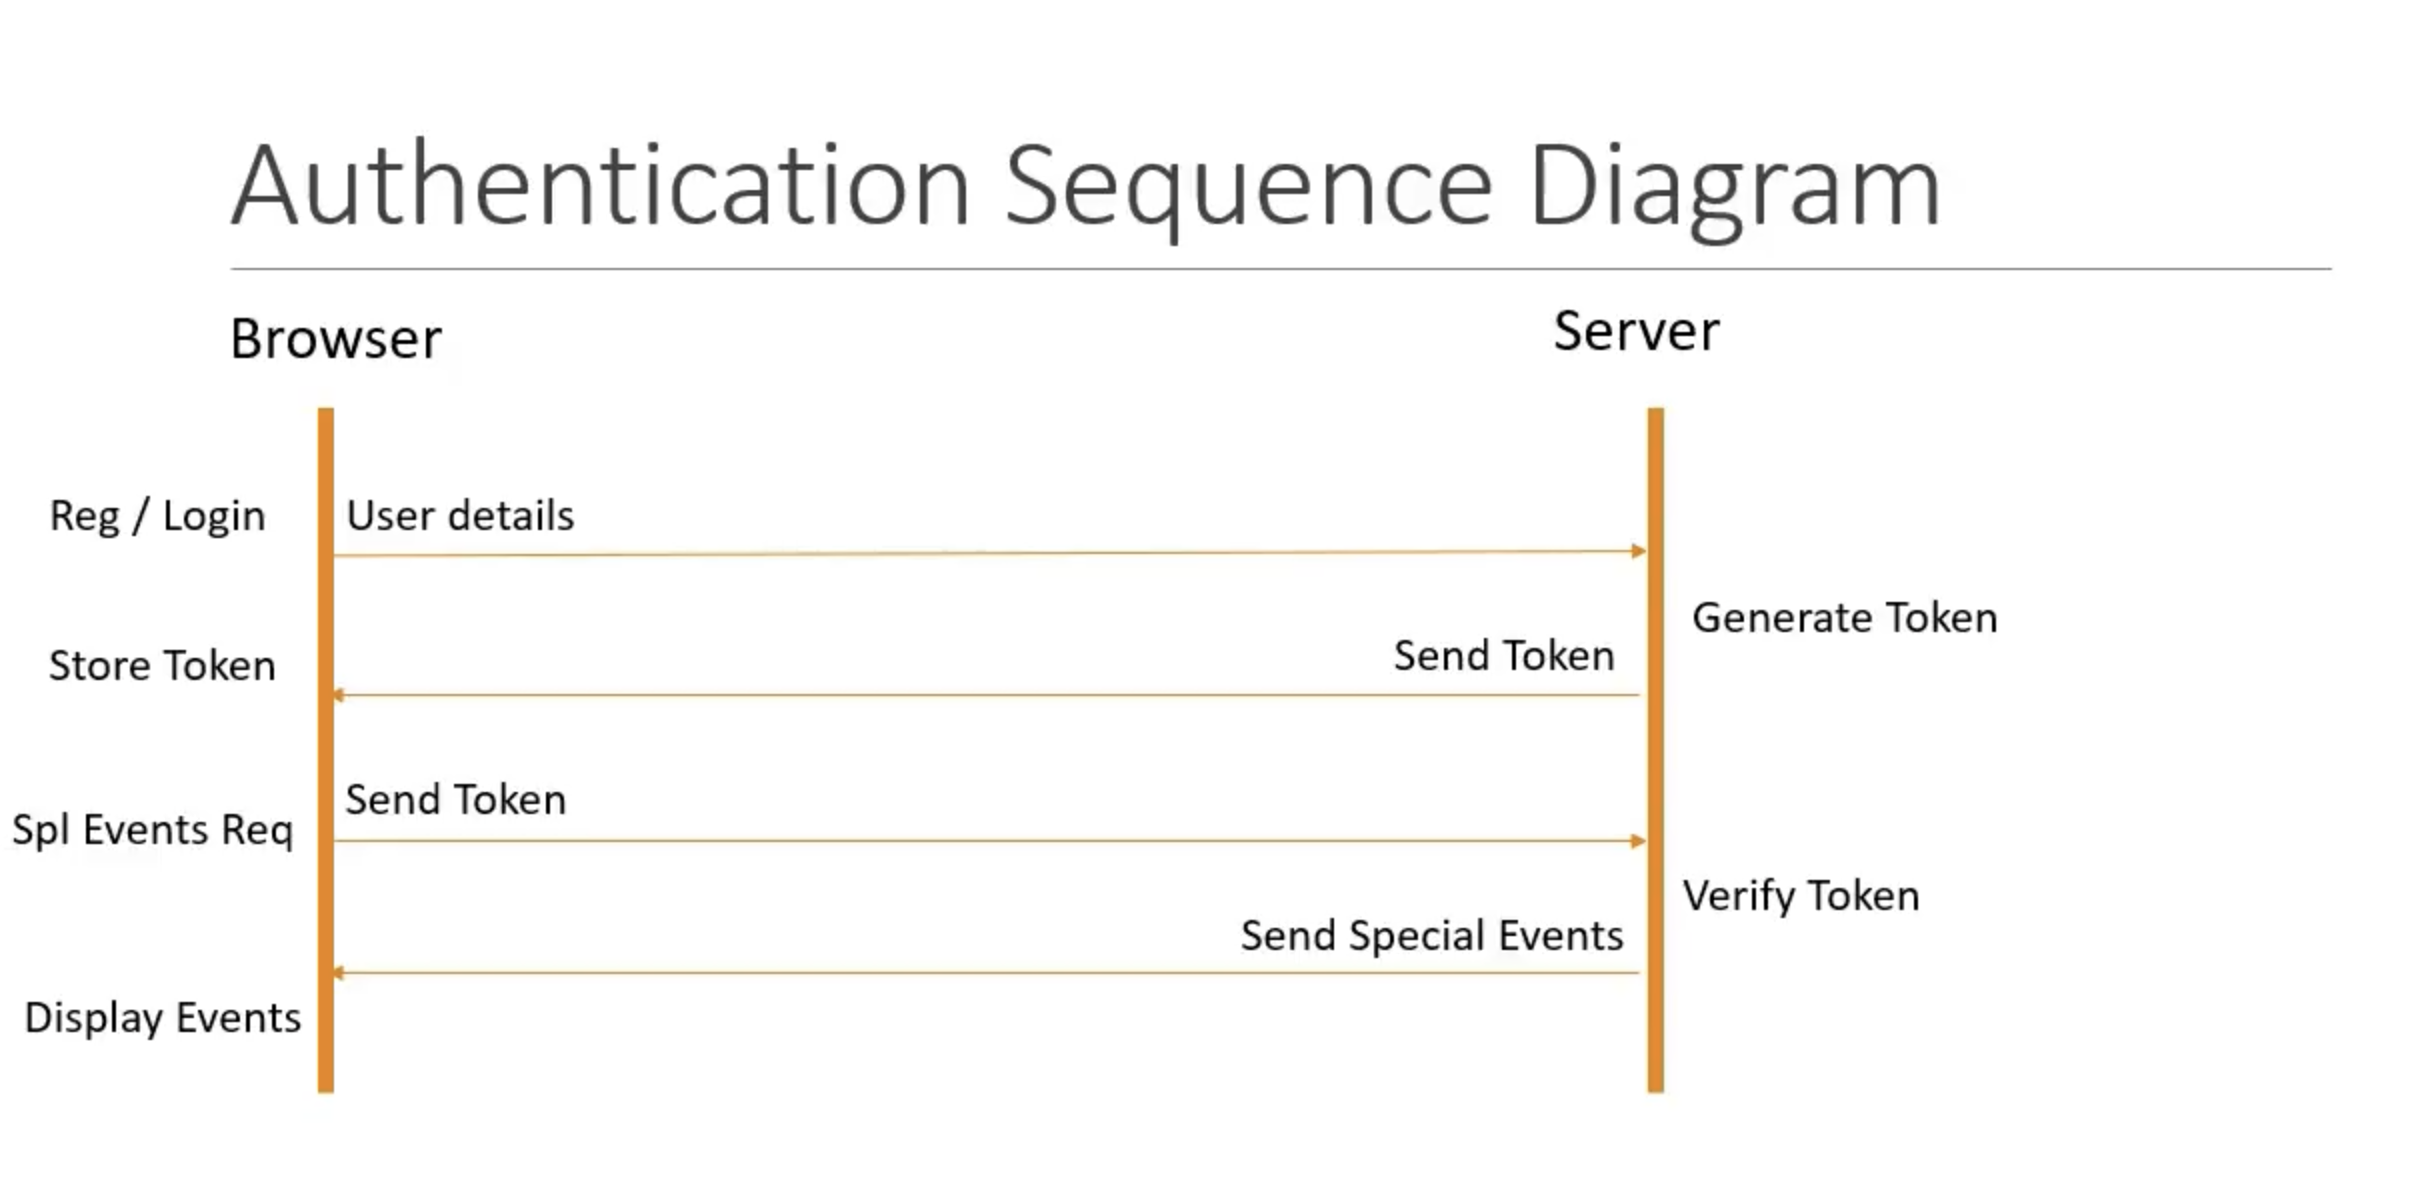 Authentication Sequence Diagram
Browser
Server
Reg / Login
User details
Generate Token
Send Token
Store Token
Send Token
Spl Events Req
Verify Token
Send Special Events
Display Events